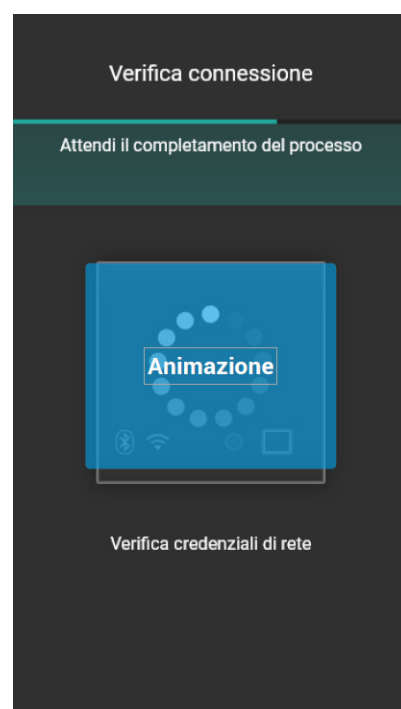 Verifica connessione
Attendi il completamento del processo
Animazione
Verifica credenziali di rete